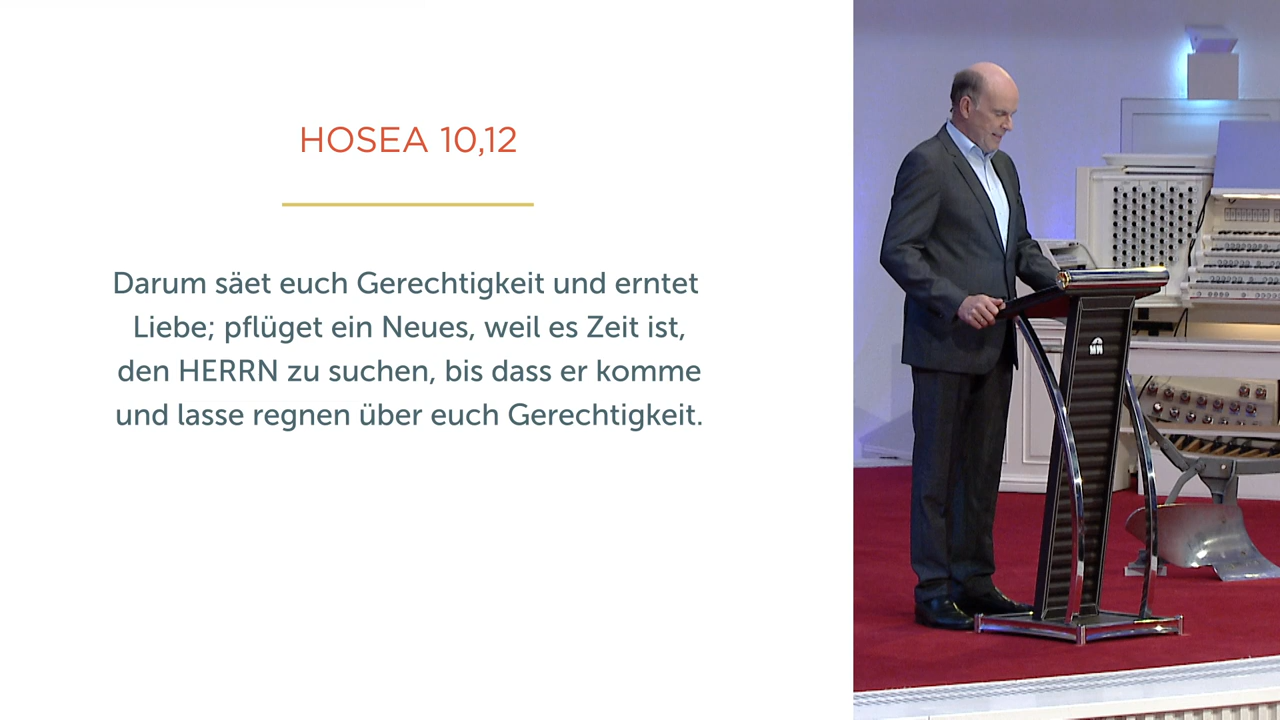 HOSEA 10,12
Darum säet euch Gerechtigkeit und erntet
Liebe; pflüget ein Neues, weil es Zeit ist,
den HERRN zu suchen, bis dass er komme
und lasse regnen über euch Gerechtigkeit.